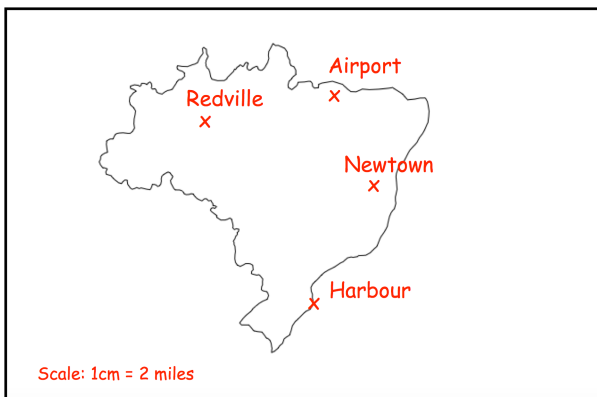 Airport
Redville
Newtown
Harbour
Scale: 1cm = 2 miles